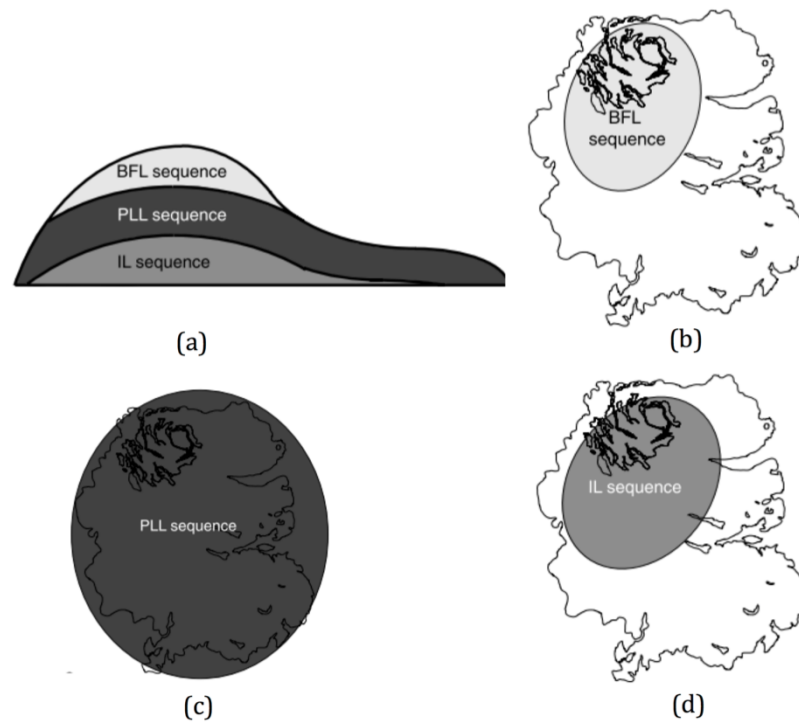 BFL sequence
PLL sequence
IL sequence
(a)
BFL
sequence
(b)
PLL sequence
(c)
IL sequence
(d)